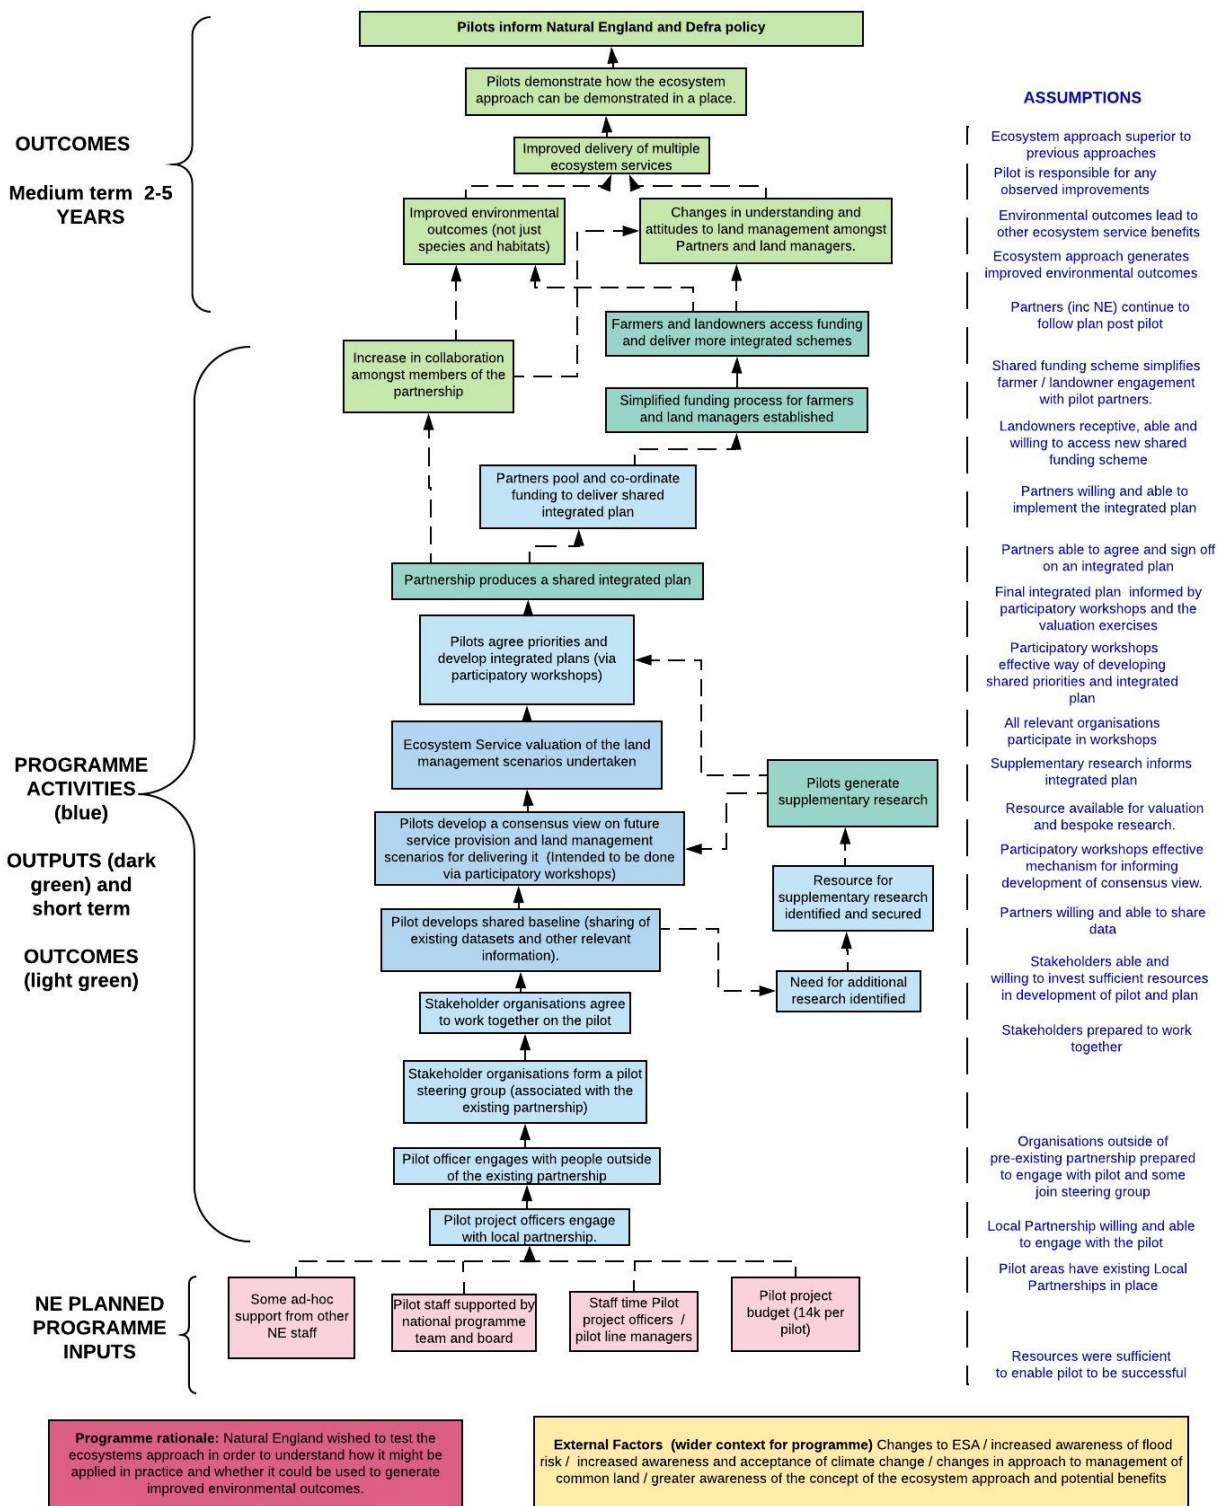 Pilots inform Natural England and Defra policy
Pilots demonstrate how the ecosystem
approach can be demonstrated in a place.
Improved delivery of multiple
ecosystem services
Improved environmental
outcomes (not just
species and habitats)
Changes in understanding and
attitudes to land management amongst
Partners and land managers.
Farmers and landowners access funding
and deliver more integrated schemes
Increase in collaboration
amongst members of the
partnership
Simplified funding process for farmers
and land managers established
Partners pool and co-ordinate
funding to deliver shared
integrated plan
Partnership produces a shared integrated plan
Pilots agree priorities and
develop integrated plans (via
participatory workshops)
Ecosystem Service valuation of the land
management scenarios undertaken
Pilots generate
supplementary research
Pilots develop a consensus view on future
service provision and land management
scenarios for delivering it (Intended to be done
via participatory workshops)
Resource for
supplementary research
identified and secured
Pilot develops shared baseline (sharing of
existing datasets and other relevant
information).
Need for additional
research identified
Stakeholder organisations agree
to work together on the pilot
Stakeholder organisations form a pilot
steering group (associated with the
existing partnership)
Pilot officer engages with people outside
of the existing partnership
Pilot project officers engage
with local partnership.
Some ad-hoc
support from other
NE staff
Pilot staff supported by
national programme
team and board
Staff time Pilot
project officers /
pilot line managers
Pilot project
budget (14k per
pilot)
OUTCOMES
Medium term 2-5
YEARS
PROGRAMME
ACTIVITIES
(blue)
OUTPUTS (dark
green) and
short term
OUTCOMES
(light green)
NE PLANNED
PROGRAMME
INPUTS
ASSUMPTIONS
Ecosystem approach superior to
previous approaches
Pilot is responsible for any
observed improvements
Environmental outcomes lead to
other ecosystem service benefits
Ecosystem approach generates
improved environmental outcomes
Partners (inc NE) continue to
follow plan post pilot
Shared funding scheme simplifies
farmer / landowner engagement
with pilot partners.
Landowners receptive, able and
willing to access new shared
funding scheme
Partners willing and able to
implement the integrated plan
Partners able to agree and sign off
on an integrated plan
Final integrated plan informed by
participatory workshops and the
valuation exercises
Participatory workshops
effective way of developing
shared priorities and integrated
plan
All relevant organisations
participate in workshops
Supplementary research informs
integrated plan
Resource available for valuation
and bespoke research.
Participatory workshops effective
mechanism for informing
development of consensus view.
Partners willing and able to share
data
Stakeholders able and
willing to invest sufficient resources
in development of pilot and plan
Stakeholders prepared to work
together
Organisations outside of
pre-existing partnership prepared
to engage with pilot and some
join steering group
Local Partnership willing and able
to engage with the pilot
Pilot areas have existing Local
Partnerships in place
Resources were sufficient
to enable pilot to be successful
Programme rationale: Natural England wished to test the
ecosystems approach in order to understand how it might be
applied in practice and whether it could be used to generate
improved environmental outcomes.
External Factors (wider context for programme) Changes to ESA / increased awareness of flood
risk / increased awareness and acceptance of climate change / changes in approach to management of
common land / greater awareness of the concept of the ecosystem approach and potential benefits